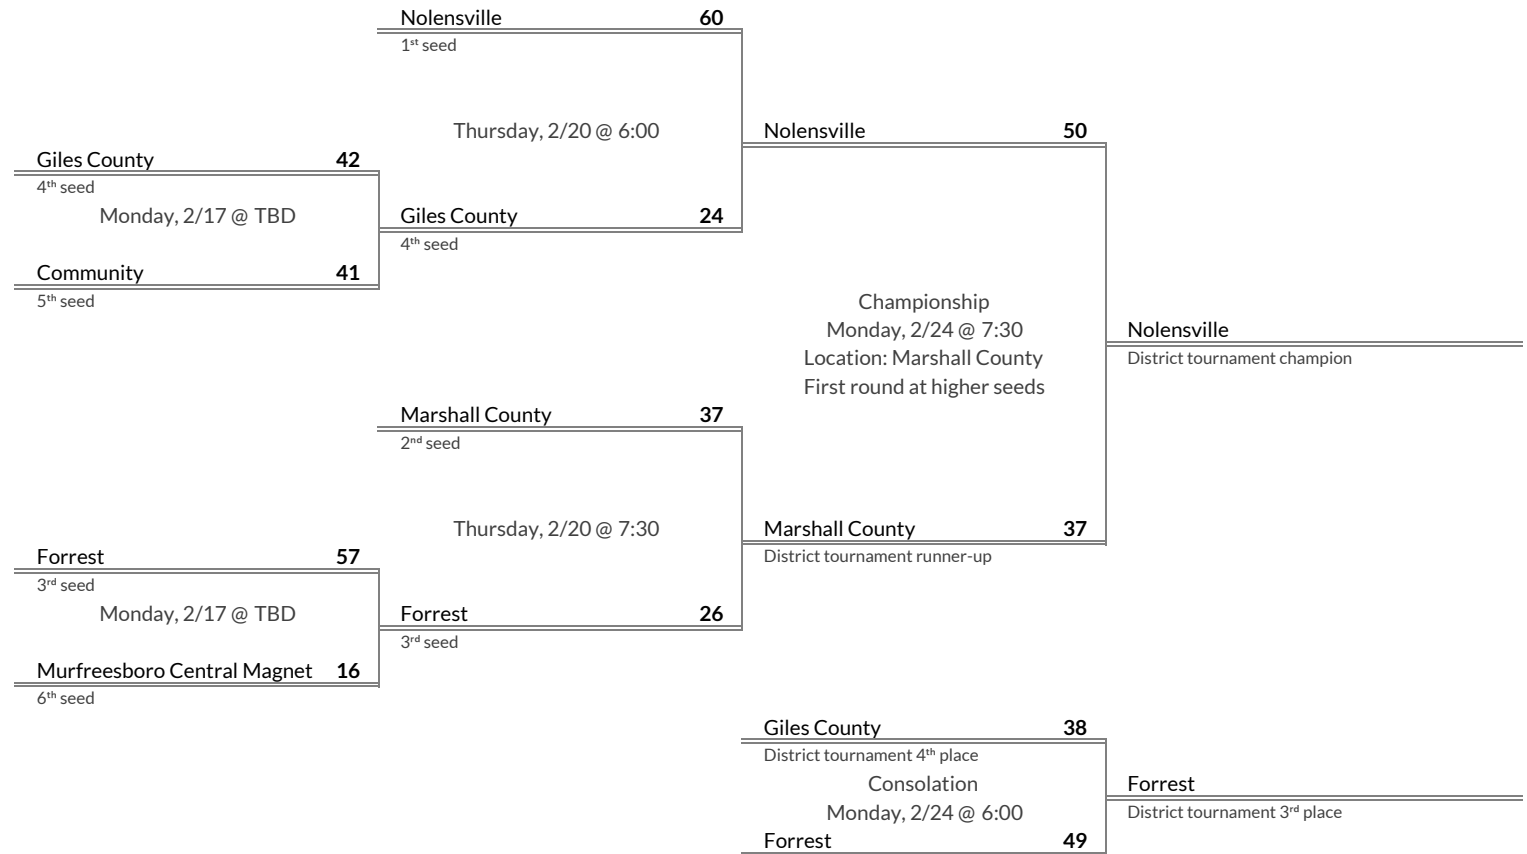 Nolensville 60
1st seed
Thursday, 2/20 @ 6:00
Nolensville 50
Giles County 42
4th seed
Monday, 2/17 @ TBD
Giles County 24
4th seed
Community 41
5th seed
Championship
Monday, 2/24 @ 7:30
Location: Marshall County
First round at higher seeds
Nolensville
District tournament champion
Marshall County 37
2nd seed
Thursday, 2/20 @ 7:30
Marshall County 37
District tournament runner-up
Forrest 57
3rd seed
Monday, 2/17 @ TBD
Forrest 26
3rd seed
Murfreesboro Central Magnet 16
6th seed
Giles County 38
District tournament 4th place
Consolation
Monday, 2/24 @ 6:00
Forrest 49
Forrest
District tournament 3rd place